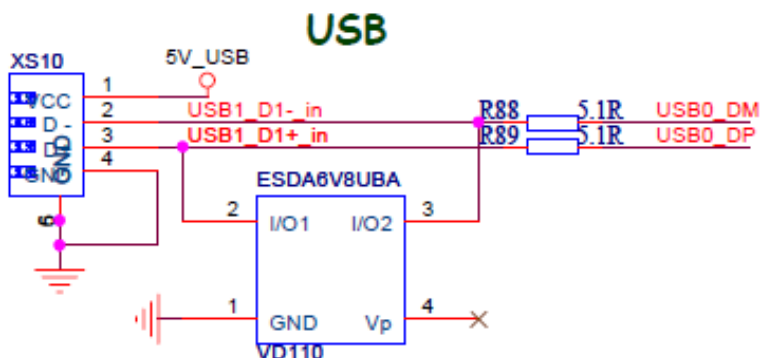 USB
XS10
5V_USB
1
VCC
2
USB1_D1-_in
R88
5.1R
USB0_DM
D-
3
USB1_D1+_in
R89
5.1R
USB0_DP
4
GND
ESDA6V8UBA
2
I/O1
I/O2
3
6
1
GND
Vp
4
VD110